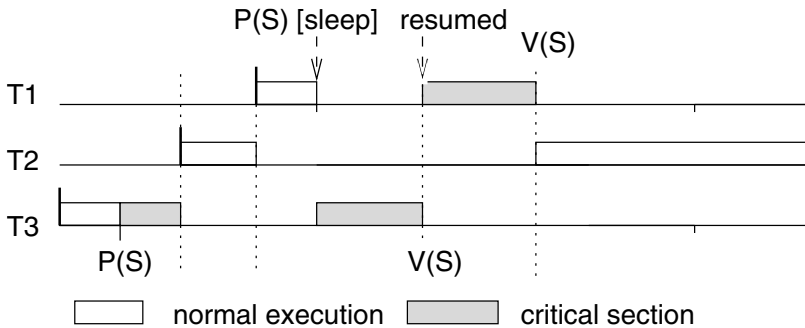 P(S) [sleep] resumed
V(S)
T1
T2
T3
P(S) V(S)
normal execution critical section